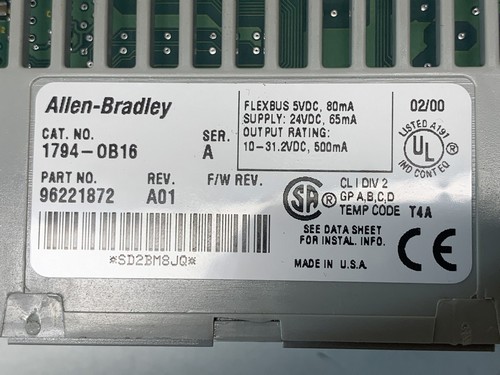 Allen-Bradley
CAT. NO. SER.
1794-OB16 A
PART NO. REV. F/W REV.
96221872 A01
*SD2BM8JQ*
FLEXBUS 5VDC, 80mA
SUPPLY: 24VDC, 65mA
OUTPUT RATING:
10-31.2VDC, 500mA
02/00
LISTED A191
UL ®
IND CONT EQ
SA ®
CL I DIV 2
GP A,B,C,D
TEMP CODE T4A
SEE DATA SHEET
FOR INSTAL. INFO.
MADE IN U.S.A.
CE